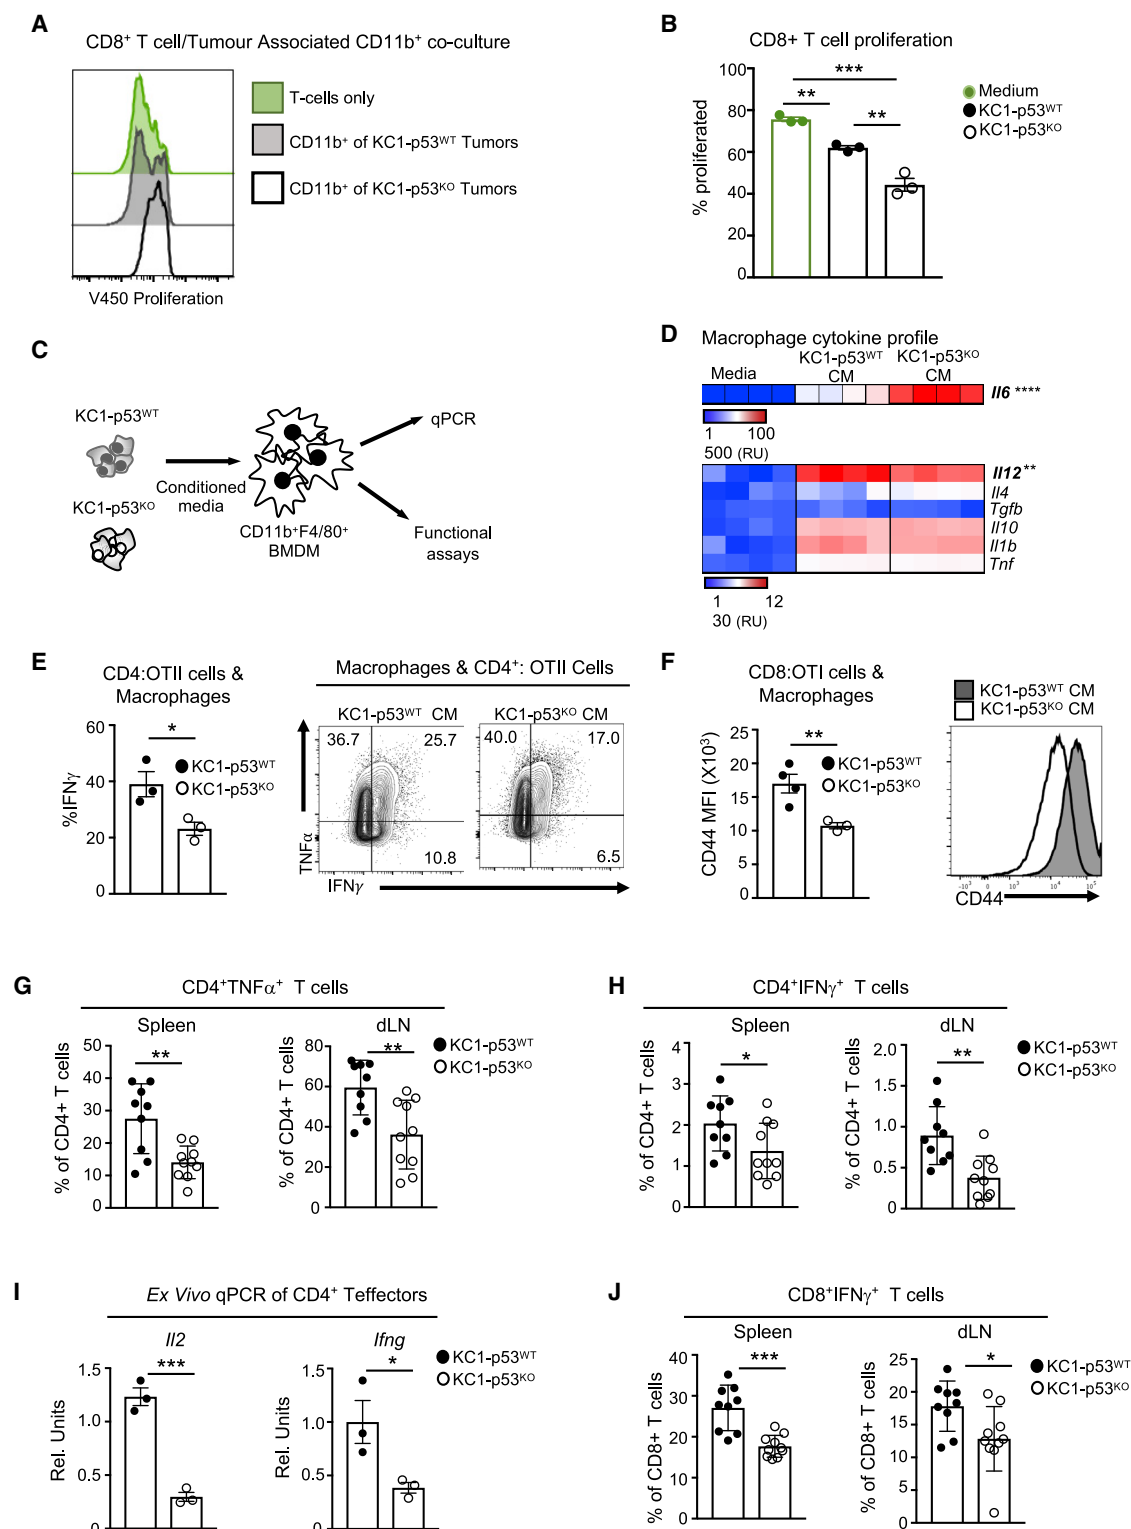 A
CD8+ T cell/Tumour Associated CD11b+ co-culture
T-cells only
CD11b+ of KC1-p53WT Tumors
CD11b+ of KC1-p53KO Tumors
V450 Proliferation
B
CD8+ T cell proliferation
***
**
**
% proliferated
100
80
60
40
20
0
Medium
KC1-p53WT
KC1-p53KO
C
KC1-p53WT
KC1-p53KO
Conditioned
media
CD11b+F4/80+
BMDM
qPCR
Functional
assays
D
Macrophage cytokine profile
Media
KC1-p53WT
CM
KC1-p53KO
CM
Il6 ****
1 100
500 (RU)
Il12 **
Il4
Tgfb
Il10
Il1b
Tnf
1 12
30 (RU)
E
CD4:OTII cells &
Macrophages
%IFNγ
60
40
20
0
*
KC1-p53WT
KC1-p53KO
Macrophages & CD4+: OTII Cells
KC1-p53WT CM
KC1-p53KO CM
36.7 25.7
10.8
40.0 17.0
6.5
TNFα
IFNγ
F
CD8:OTI cells &
Macrophages
CD44 MFI (X103)
25
20
15
10
5
0
**
KC1-p53WT
KC1-p53KO
KC1-p53WT CM
KC1-p53KO CM
-103 0 103 104 105
CD44
G
CD4+TNFα+ T cells
Spleen
% of CD4+ T cells
50
40
30
20
10
0
**
dLN
% of CD4+ T cells
80
60
40
20
0
**
KC1-p53WT
KC1-p53KO
H
CD4+IFNγ+ T cells
Spleen
% of CD4+ T cells
4
3
2
1
0
*
dLN
% of CD4+ T cells
2.0
1.5
1.0
0.5
0
**
KC1-p53WT
KC1-p53KO
I
Ex Vivo qPCR of CD4+ Teffectors
Il2
Rel. Units
1.5
1.0
0.5
0
***
Ifng
Rel. Units
1.5
1.0
0.5
0
*
KC1-p53WT
KC1-p53KO
J
CD8+IFNγ+ T cells
Spleen
% of CD8+ T cells
40
30
20
10
0
***
dLN
% of CD8+ T cells
25
20
15
10
5
0
*
KC1-p53WT
KC1-p53KO